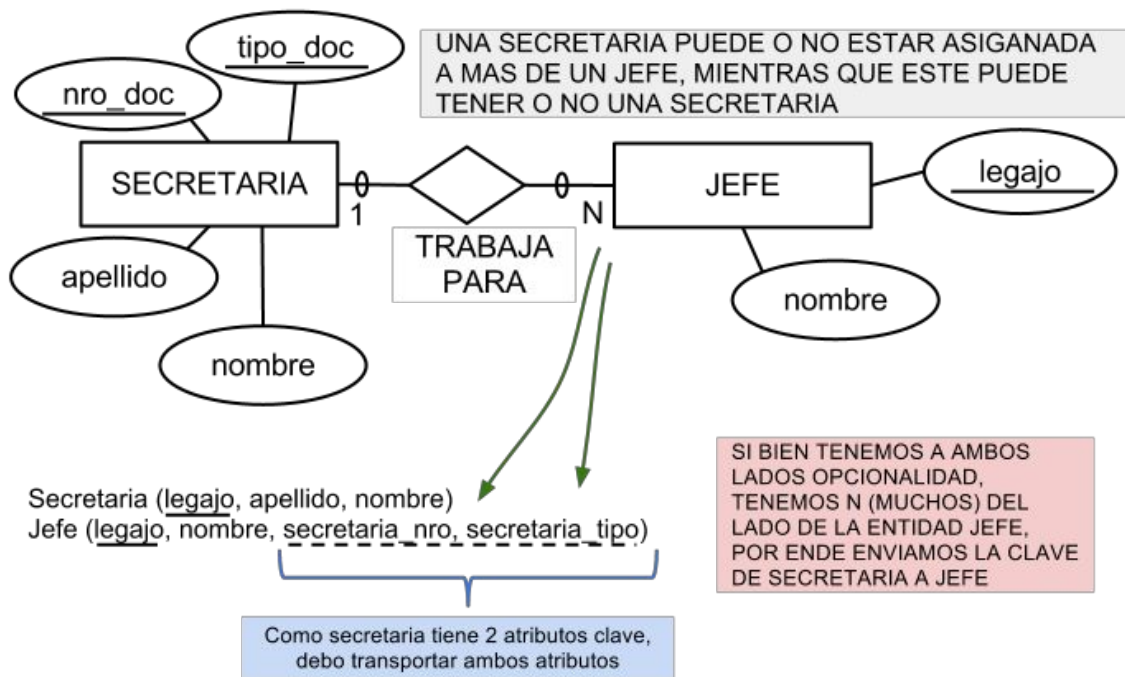 tipo_doc
nro_doc
UNA SECRETARIA PUEDE O NO ESTAR ASIGANADA
A MAS DE UN JEFE, MIENTRAS QUE ESTE PUEDE
TENER O NO UNA SECRETARIA
SECRETARIA
1
N
JEFE
legajo
TRABAJA
PARA
apellido
nombre
nombre
Secretaria (legajo, apellido, nombre)
Jefe (legajo, nombre, secretaria_nro, secretaria_tipo)
SI BIEN TENEMOS A AMBOS
LADOS OPCIONALIDAD,
TENEMOS N (MUCHOS) DEL
LADO DE LA ENTIDAD JEFE,
POR ENDE ENVIAMOS LA CLAVE
DE SECRETARIA A JEFE
Como secretaria tiene 2 atributos clave,
debo transportar ambos atributos